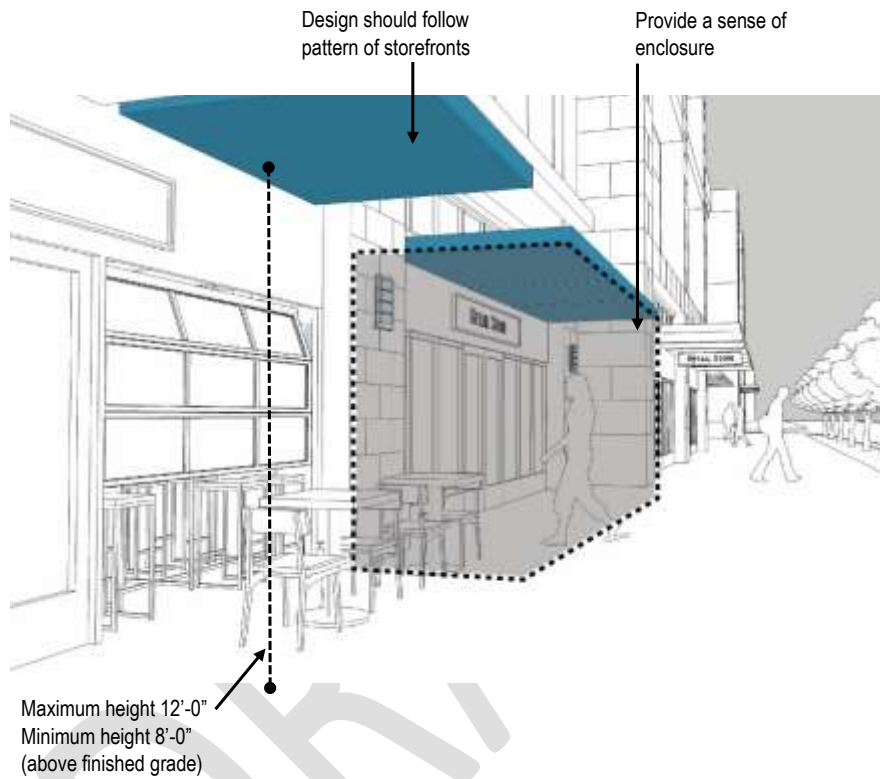 Design should follow
pattern of storefronts
Provide a sense of
enclosure
RETAIL STORE
Maximum height 12’-0”
Minimum height 8’-0”
(above finished grade)